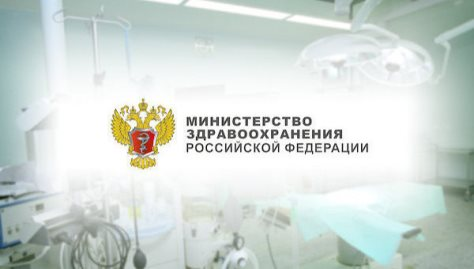 МИНИСТЕРСТВО
ЗДРАВООХРАНЕНИЯ
РОССИЙСКОЙ ФЕДЕРАЦИИ